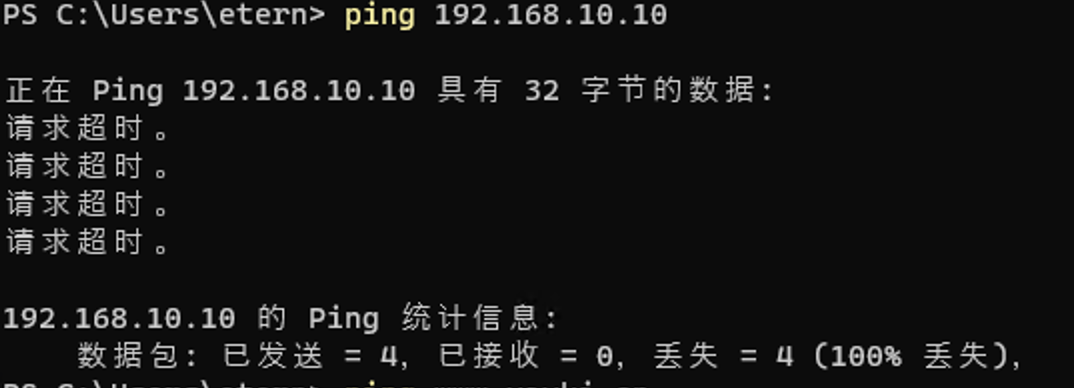 PS C:\Users\etern> ping 192.168.10.10
正在 Ping 192.168.10.10 具有 32 字节的数据:
请求超时。
请求超时。
请求超时。
请求超时。
192.168.10.10 的 Ping 统计信息:
数据包: 已发送 = 4, 已接收 = 0, 丢失 = 4 (100% 丢失),